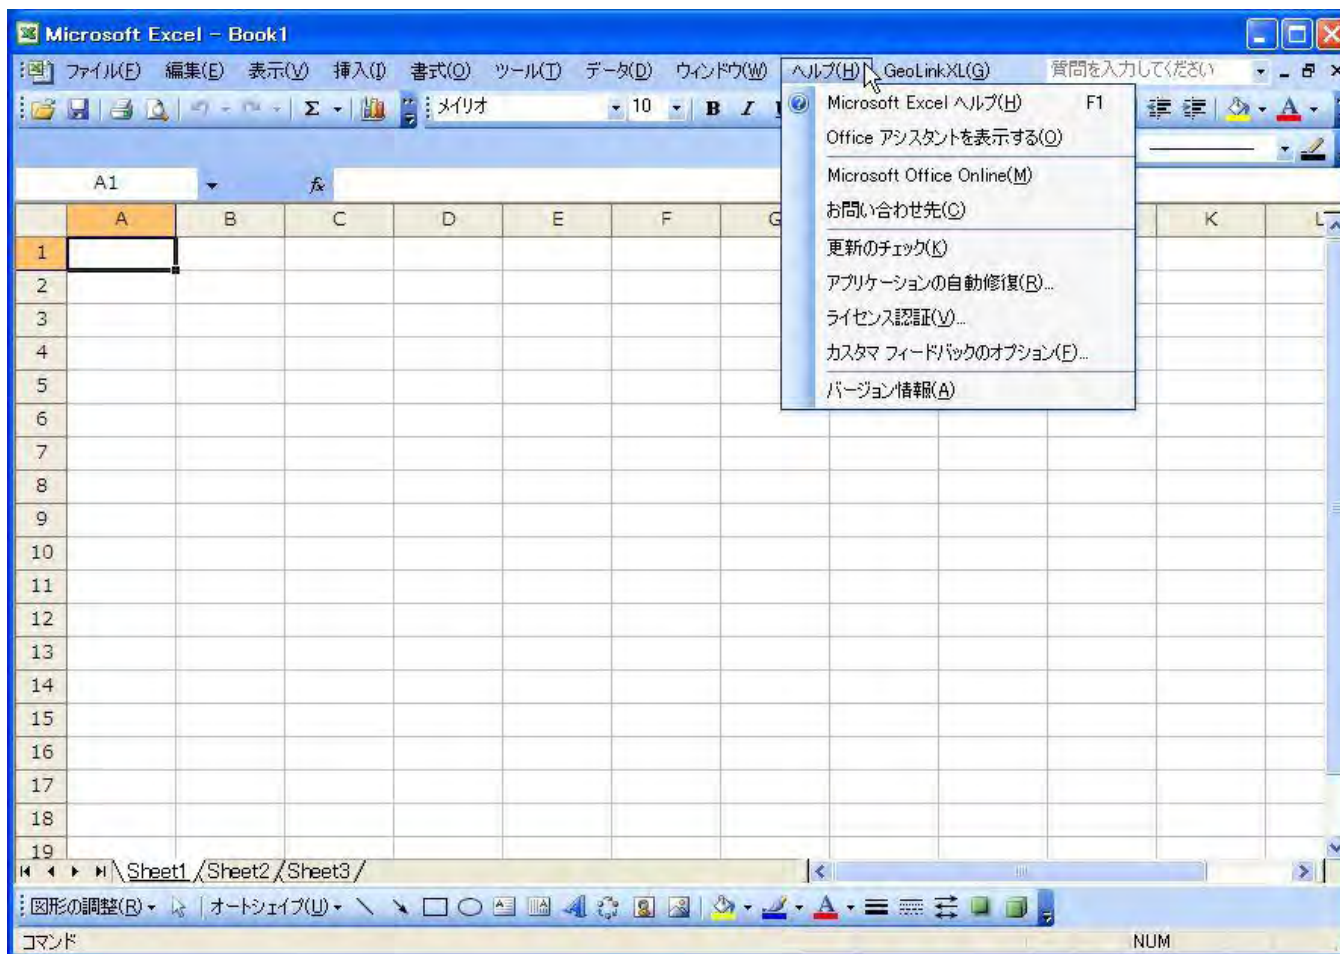 Microsoft Excel - Book1
ファイル(F) 編集(E) 表示(V) 挿入(I) 書式(O) ツール(T) データ(D) ウィンドウ(W) ヘルプ(H) GeoLinkXL(G) 質問を入力してください
Σ メイリオ 10 B I A
Microsoft Excel ヘルプ(H) F1
Office アシスタントを表示する(O)
Microsoft Office Online(M)
お問い合わせ先(C)
更新のチェック(K)
アプリケーションの自動修復(R)...
ライセンス認証(V)...
カスタマ フィードバックのオプション(F)...
バージョン情報(A)
A1 fx
A B C D E F G K L
1
2
3
4
5
6
7
8
9
10
11
12
13
14
15
16
17
18
19
Sheet1 Sheet2 Sheet3
図形の調整(R) オートシェイプ(U) A
コマンド NUM